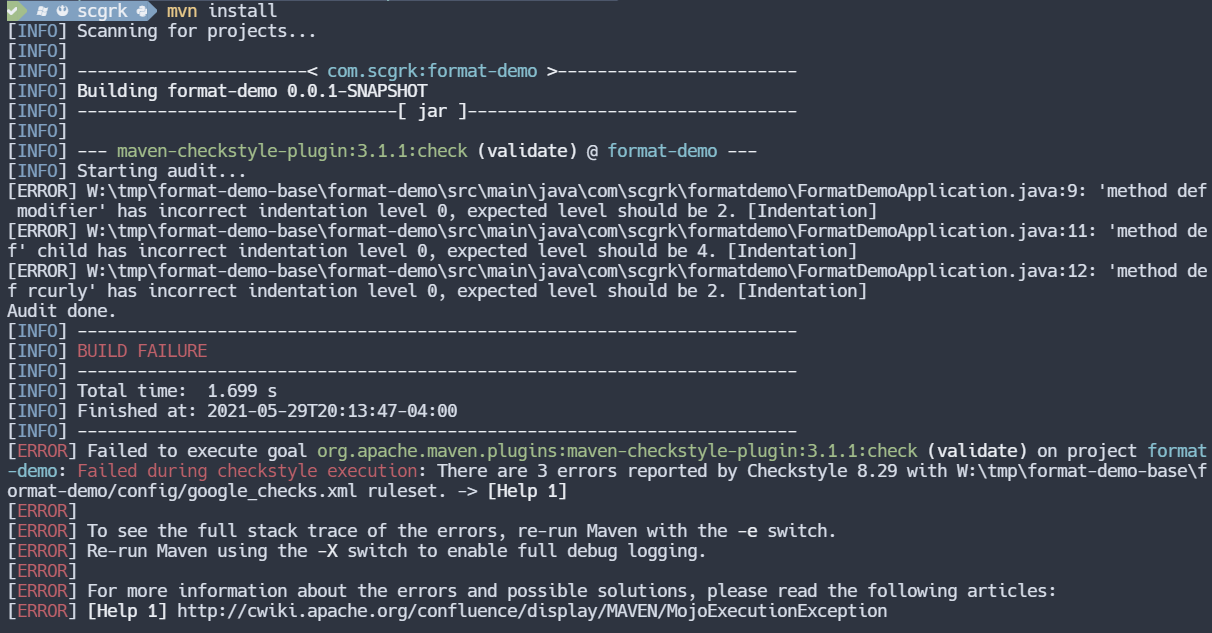 scgrk mvn install
[INFO] Scanning for projects...
[INFO]
[INFO] -----------------------< com.scgrk:format-demo >------------------------
[INFO] Building format-demo 0.0.1-SNAPSHOT
[INFO] --------------------------------[ jar ]---------------------------------
[INFO]
[INFO] --- maven-checkstyle-plugin:3.1.1:check (validate) @ format-demo ---
[INFO] Starting audit...
[ERROR] W:\tmp\format-demo-base\format-demo\src\main\java\com\scgrk\formatdemo\FormatDemoApplication.java:9: 'method def
 modifier' has incorrect indentation level 0, expected level should be 2. [Indentation]
[ERROR] W:\tmp\format-demo-base\format-demo\src\main\java\com\scgrk\formatdemo\FormatDemoApplication.java:11: 'method de
f' child has incorrect indentation level 0, expected level should be 4. [Indentation]
[ERROR] W:\tmp\format-demo-base\format-demo\src\main\java\com\scgrk\formatdemo\FormatDemoApplication.java:12: 'method de
f rcurly' has incorrect indentation level 0, expected level should be 2. [Indentation]
Audit done.
[INFO] ------------------------------------------------------------------------
[INFO] BUILD FAILURE
[INFO] ------------------------------------------------------------------------
[INFO] Total time:  1.699 s
[INFO] Finished at: 2021-05-29T20:13:47-04:00
[INFO] ------------------------------------------------------------------------
[ERROR] Failed to execute goal org.apache.maven.plugins:maven-checkstyle-plugin:3.1.1:check (validate) on project format
-demo: Failed during checkstyle execution: There are 3 errors reported by Checkstyle 8.29 with W:\tmp\format-demo-base\f
ormat-demo/config/google_checks.xml ruleset. -> [Help 1]
[ERROR]
[ERROR] To see the full stack trace of the errors, re-run Maven with the -e switch.
[ERROR] Re-run Maven using the -X switch to enable full debug logging.
[ERROR]
[ERROR] For more information about the errors and possible solutions, please read the following articles:
[ERROR] [Help 1] http://cwiki.apache.org/confluence/display/MAVEN/MojoExecutionException